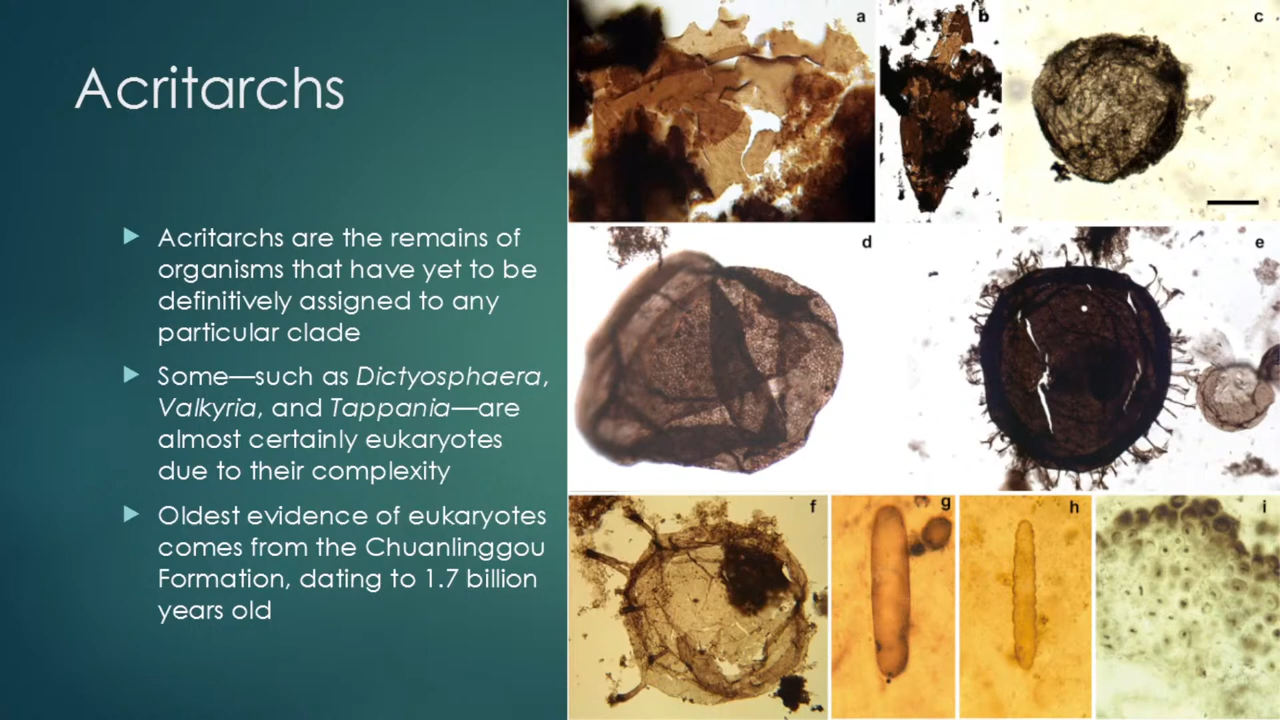 Acritarchs
Acritarchs are the remains of
organisms that have yet to be
definitively assigned to any
particular clade
Some—such as Dictyosphaera,
Valkyria, and Tappania—are
almost certainly eukaryotes
due to their complexity
Oldest evidence of eukaryotes
comes from the Chuanlinggou
Formation, dating to 1.7 billion
years old
a
b
c
d
e
f
g
h
i